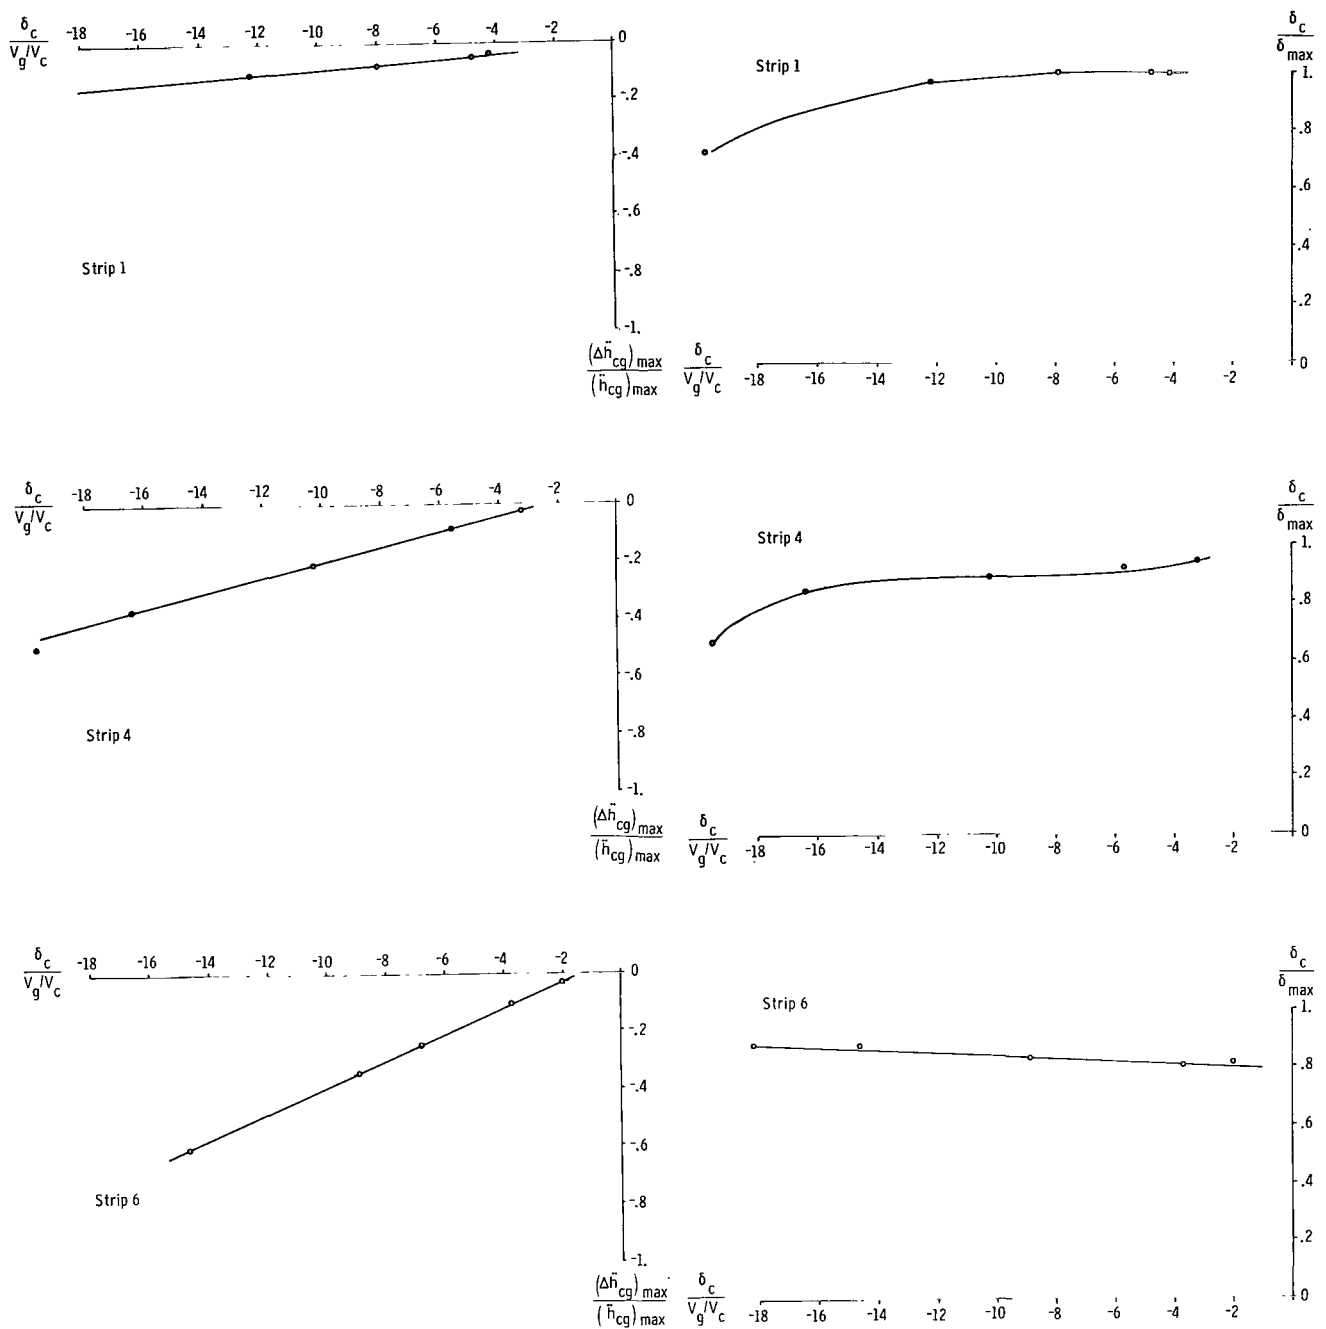 δc
Vg/Vc
-18 -16 -14 -12 -10 -8 -6 -4 -2 0
-.2
-.4
-.6
-.8
-1.
Strip 1
(Δḧcg)max
(ḧcg)max
δc
δmax
Strip 1
1.
.8
.6
.4
.2
0
δc
Vg/Vc
-18 -16 -14 -12 -10 -8 -6 -4 -2
δc
Vg/Vc
-18 -16 -14 -12 -10 -8 -6 -4 -2 0
-.2
-.4
-.6
-.8
-1.
Strip 4
(Δḧcg)max
(ḧcg)max
δc
δmax
Strip 4
1.
.8
.6
.4
.2
0
δc
Vg/Vc
-18 -16 -14 -12 -10 -8 -6 -4 -2
δc
Vg/Vc
-18 -16 -14 -12 -10 -8 -6 -4 -2 0
-.2
-.4
-.6
-.8
-1.
Strip 6
(Δḧcg)max
(ḧcg)max
δc
δmax
Strip 6
1.
.8
.6
.4
.2
0
δc
Vg/Vc
-18 -16 -14 -12 -10 -8 -6 -4 -2